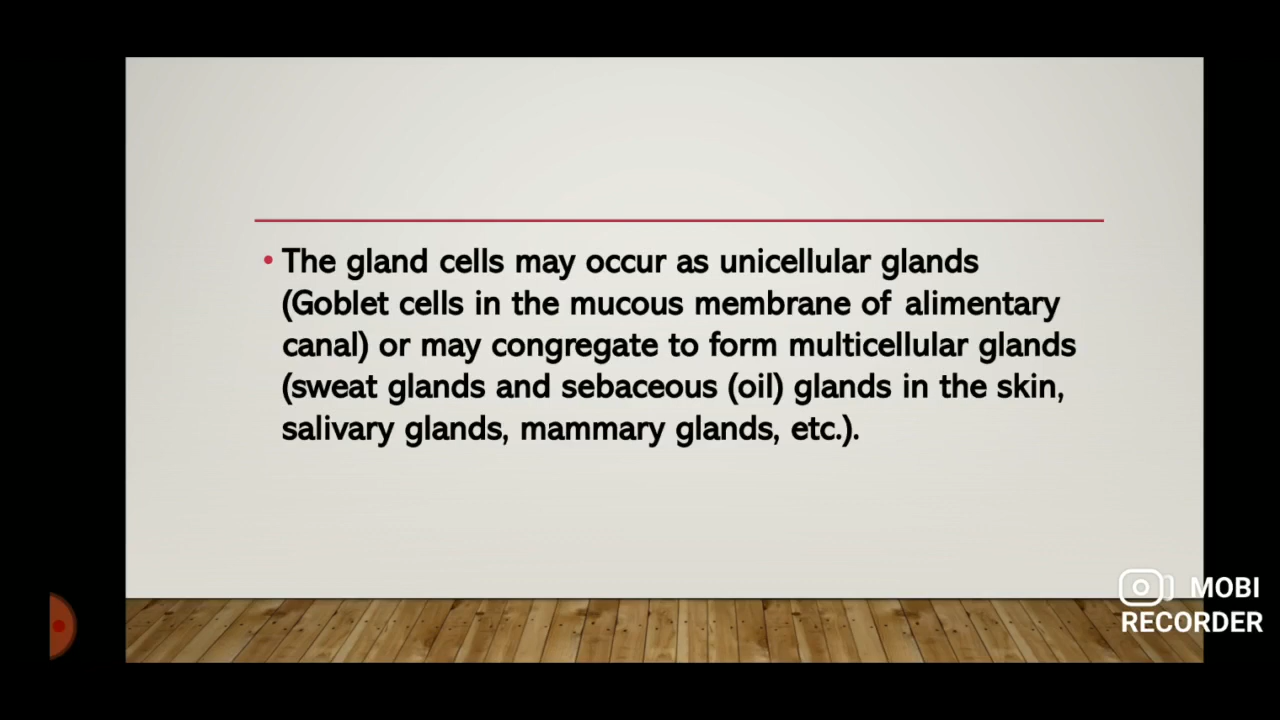 • The gland cells may occur as unicellular glands
(Goblet cells in the mucous membrane of alimentary
canal) or may congregate to form multicellular glands
(sweat glands and sebaceous (oil) glands in the skin,
salivary glands, mammary glands, etc.).
MOBI
RECORDER